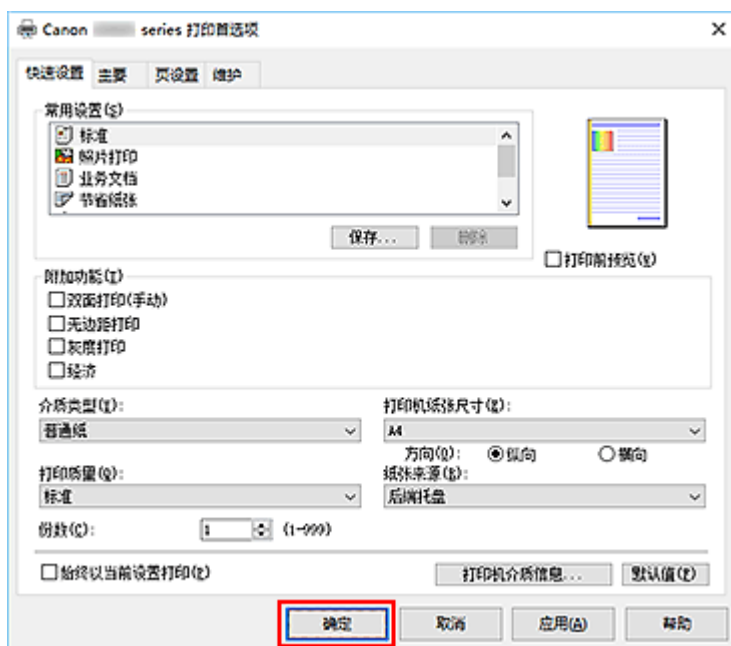 Canon series 打印首选项
快速设置 主要 页设置 维护
常用设置(S)
标准
照片打印
业务文档
节省纸张
保存... 删除
打印前预览(V)
附加功能(T)
双面打印(手动)
无边距打印
灰度打印
经济
介质类型(Y): 打印机纸张尺寸(Z):
普通纸 A4
方向(O): 纵向 横向
打印质量(Q): 纸张来源(B):
标准 后端托盘
份数(C): 1 (1-999)
始终以当前设置打印(P)
打印机介质信息... 默认值(F)
确定 取消 应用(A) 帮助